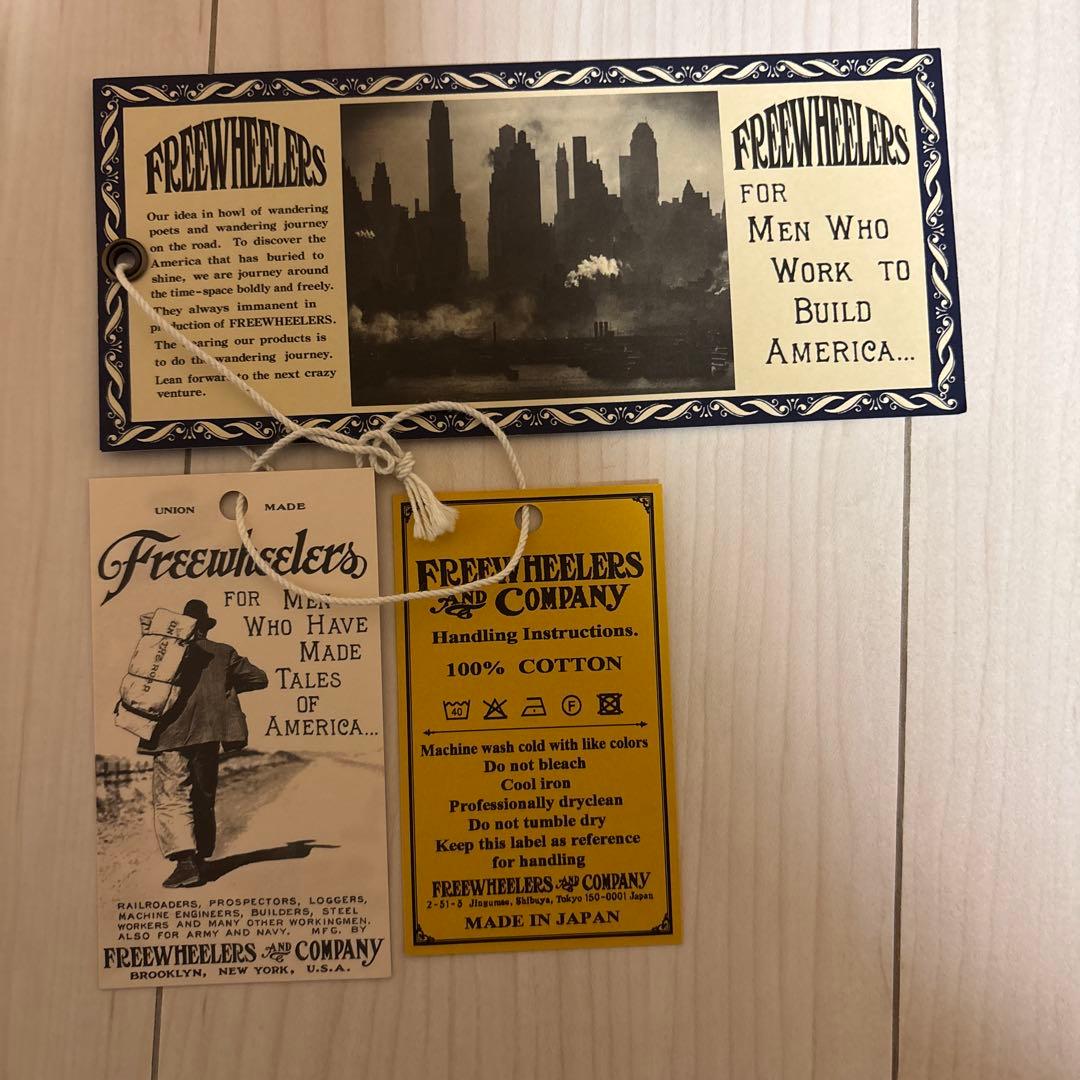 FREEWHEELERS
Our idea in howl of wandering
poets and wandering journey
on the road. To discover the
America that has buried to
shine, we are journey around
the time-space boldly and freely.
They always immanent in
of FREEWHEELERS.
The our products is
to do the wandering journey.
Lean forward to the next crazy
venture.
FREEWHEELERS
FOR
MEN WHO
WORK TO
BUILD
AMERICA...
UNION MADE
Freewheelers
FOR MEN
WHO HAVE
MADE
TALES
OF
AMERICA...
RAILROADERS, PROSPECTORS, LOGGERS,
MACHINE ENGINEERS, BUILDERS, STEEL
WORKERS AND MANY OTHER WORKINGMEN.
ALSO FOR ARMY AND NAVY. MFG. BY
FREEWHEELERS AND COMPANY
BROOKLYN, NEW YORK, U.S.A.
FREEWHEELERS
AND COMPANY
Handling Instructions.
100% COTTON
40 F
Machine wash cold with like colors
Do not bleach
Cool iron
Professionally dryclean
Do not tumble dry
Keep this label as reference
for handling
FREEWHEELERS AND COMPANY
2-31-3 Jingumae, Shibuya, Tokyo 150-0001 Japan
MADE IN JAPAN